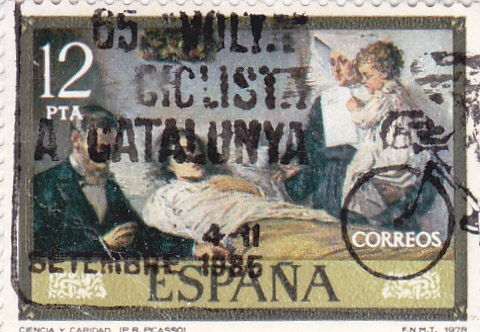 12
PTA
65 VOLTA
CICLISTA
A CATALUNYA
4-11
SETEMBRE 1985
CORREOS
ESPAÑA
CIENCIA Y CARIDAD (P. R. PICASSO)
F.N.M.T. 1978